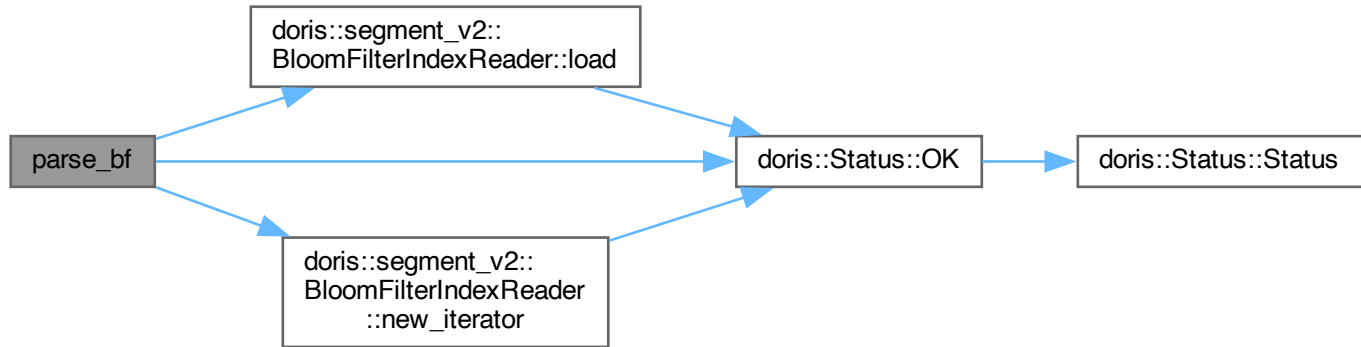 doris::segment_v2::
BloomFilterIndexReader::load
parse_bf
doris::Status::OK
doris::Status::Status
doris::segment_v2::
BloomFilterIndexReader
::new_iterator